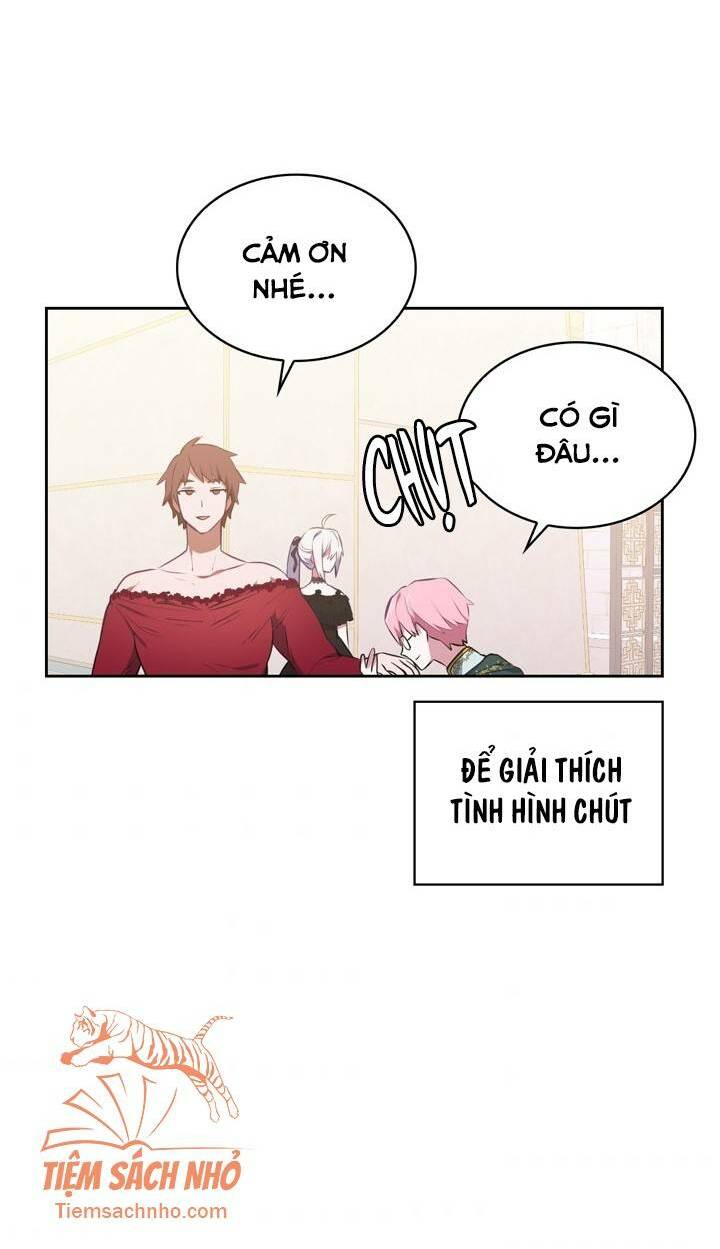 CẢM ƠN
NHÉ...
CÓ GÌ
ĐÂU...
CHỤT
ĐỂ GIẢI THÍCH
TÌNH HÌNH CHÚT
TIỆM SÁCH NHỎ
Tiemsachnho.com